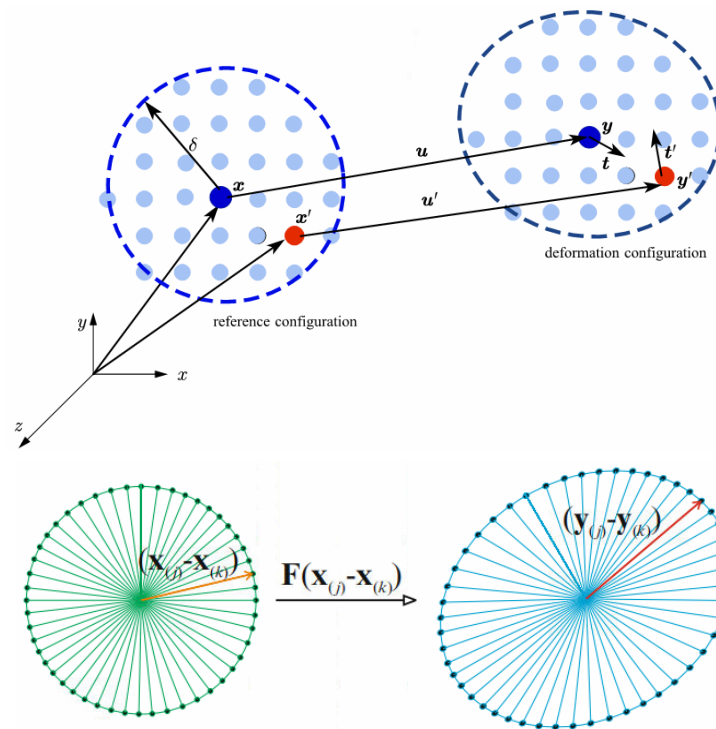 δ
x
x′
u
u′
y
t
t′
y′
deformation configuration
reference configuration
y
x
z
(x(j)-x(k))
F(x(j)-x(k))
(y(j)-y(k))